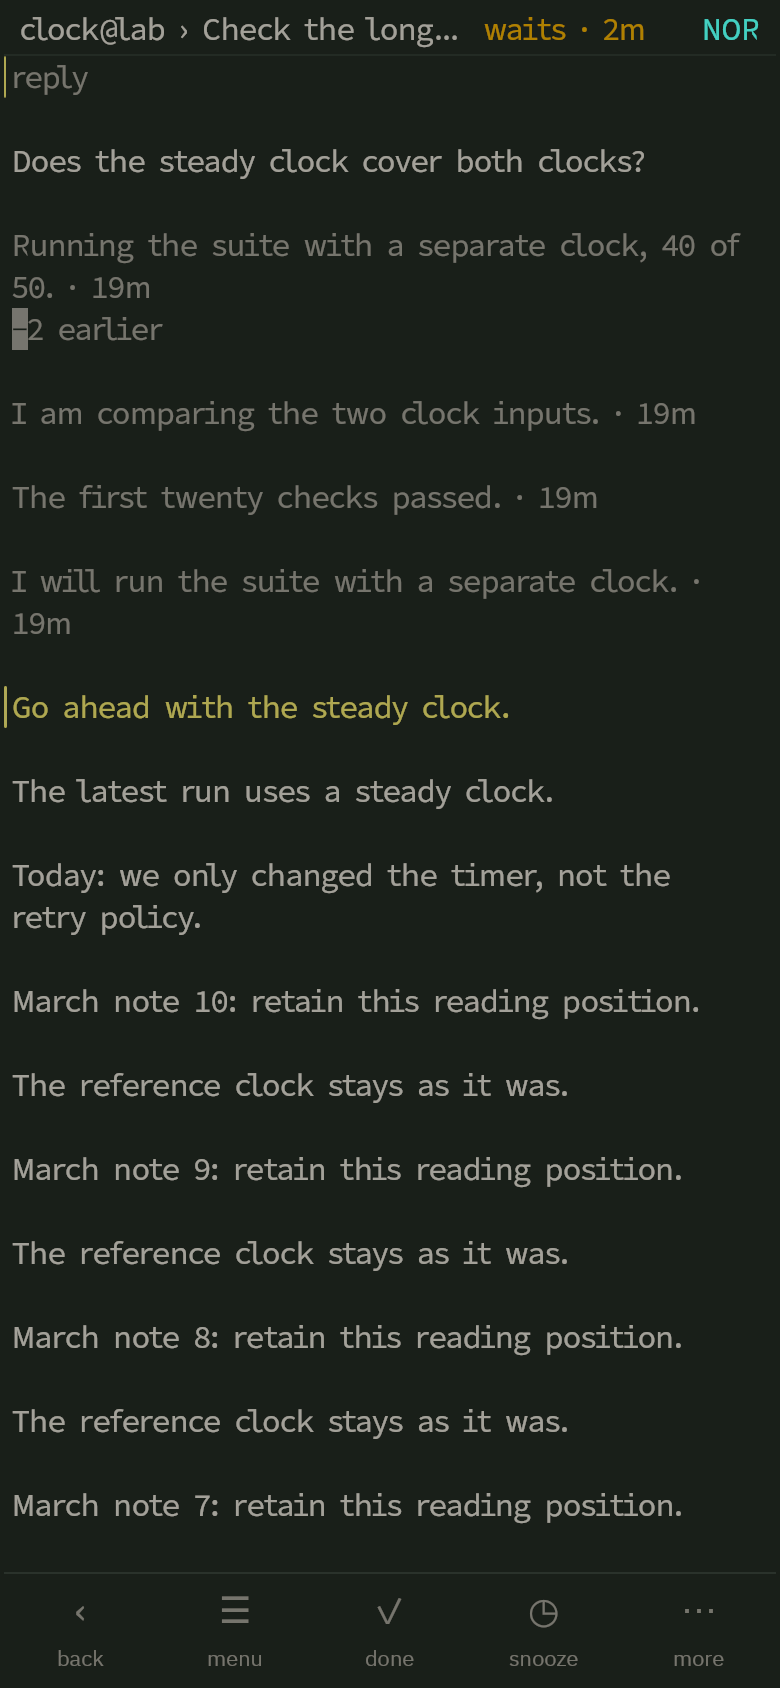 clock@lab › Check the long… waits · 2m NOR
reply
Does the steady clock cover both clocks?
Running the suite with a separate clock, 40 of
50. · 19m
−2 earlier
I am comparing the two clock inputs. · 19m
The first twenty checks passed. · 19m
I will run the suite with a separate clock. ·
19m
Go ahead with the steady clock.
The latest run uses a steady clock.
Today: we only changed the timer, not the
retry policy.
March note 10: retain this reading position.
The reference clock stays as it was.
March note 9: retain this reading position.
The reference clock stays as it was.
March note 8: retain this reading position.
The reference clock stays as it was.
March note 7: retain this reading position.
back menu done snooze more